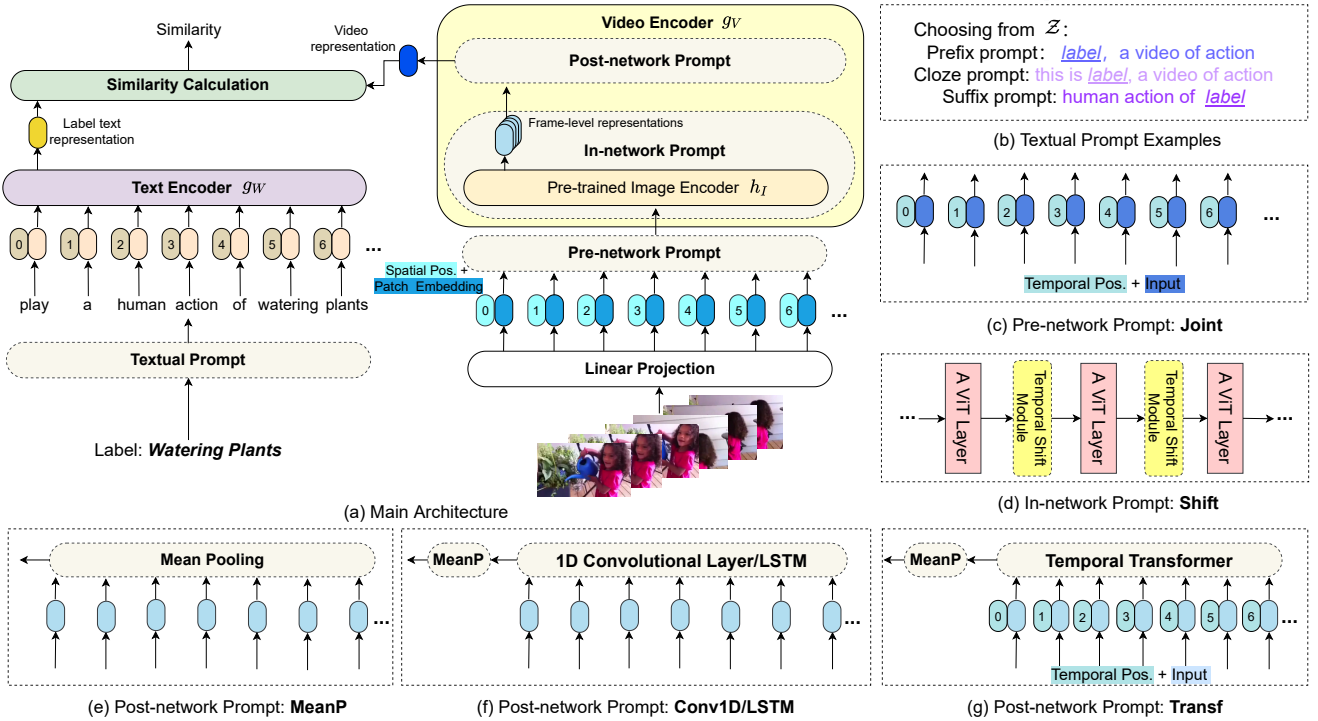 Similarity
Similarity Calculation
Label text
representation
Text Encoder g_W
0 1 2 3 4 5 6 ...
play a human action of watering plants
Textual Prompt
Label: Watering Plants
Video
representation
Video Encoder g_V
Post-network Prompt
Frame-level representations
In-network Prompt
Pre-trained Image Encoder h_I
Pre-network Prompt
Spatial Pos. +
Patch Embedding
0 1 2 3 4 5 6 ...
Linear Projection
(a) Main Architecture
Choosing from Z:
Prefix prompt: label, a video of action
Cloze prompt: this is label, a video of action
Suffix prompt: human action of label
(b) Textual Prompt Examples
0 1 2 3 4 5 6 ...
Temporal Pos. + Input
(c) Pre-network Prompt: Joint
... A ViT Layer
Temporal Shift
Module
A ViT Layer
Temporal Shift
Module
A ViT Layer ...
(d) In-network Prompt: Shift
Mean Pooling
...
(e) Post-network Prompt: MeanP
MeanP
1D Convolutional Layer/LSTM
...
(f) Post-network Prompt: Conv1D/LSTM
MeanP
Temporal Transformer
0 1 2 3 4 5 6 ...
Temporal Pos. + Input
(g) Post-network Prompt: Transf